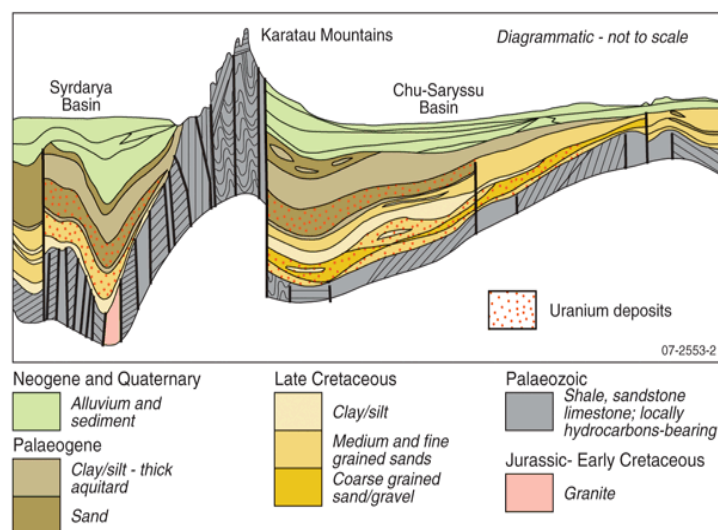 Karatau Mountains
Diagrammatic - not to scale
Syrdarya
Basin
Chu-Saryssu
Basin
Uranium deposits
07-2553-2
Neogene and Quaternary
Alluvium and
sediment
Palaeogene
Clay/silt - thick
aquitard
Sand
Late Cretaceous
Clay/silt
Medium and fine
grained sands
Coarse grained
sand/gravel
Palaeozoic
Shale, sandstone
limestone; locally
hydrocarbons-bearing
Jurassic- Early Cretaceous
Granite